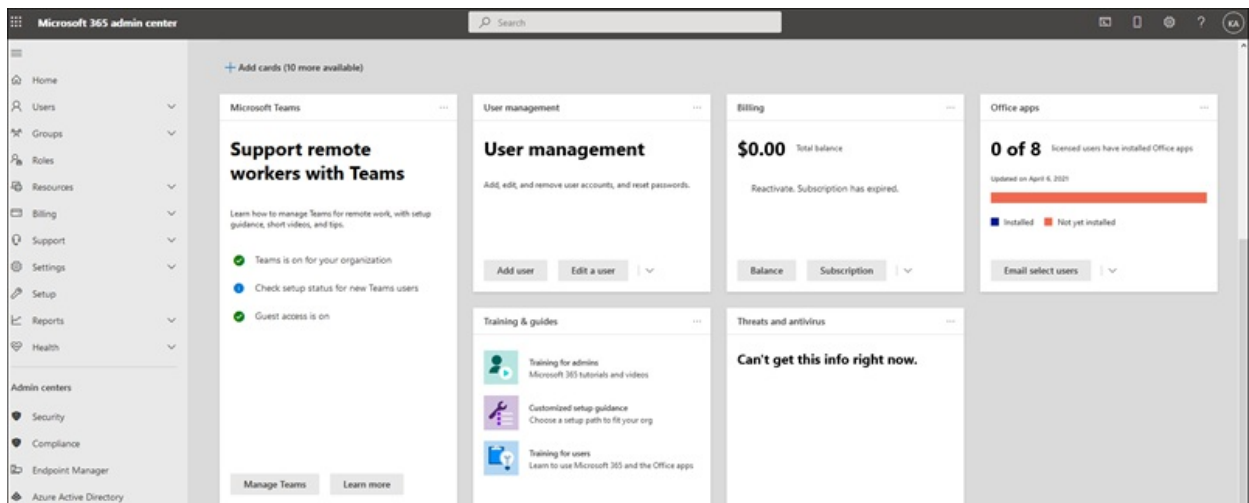 Microsoft 365 admin center
Search
?
KA
Home
Users
Groups
Roles
Resources
Billing
Support
Settings
Setup
Reports
Health
Admin centers
Security
Compliance
Endpoint Manager
Azure Active Directory
+ Add cards (10 more available)
Microsoft Teams
Support remote
workers with Teams
Learn how to manage Teams for remote work, with setup
guidance, short videos, and tips.
Teams is on for your organization
Check setup status for new Teams users
Guest access is on
Manage Teams
Learn more
User management
User management
Add, edit, and remove user accounts, and reset passwords.
Add user
Edit a user
Billing
$0.00 Total balance
Reactivate. Subscription has expired.
Balance
Subscription
Office apps
0 of 8 licensed users have installed Office apps
Updated on April 6, 2021
Installed
Not yet installed
Email select users
Training & guides
Training for admins
Microsoft 365 tutorials and videos
Customized setup guidance
Choose a setup path to fit your org
Training for users
Learn to use Microsoft 365 and the Office apps
Threats and antivirus
Can't get this info right now.